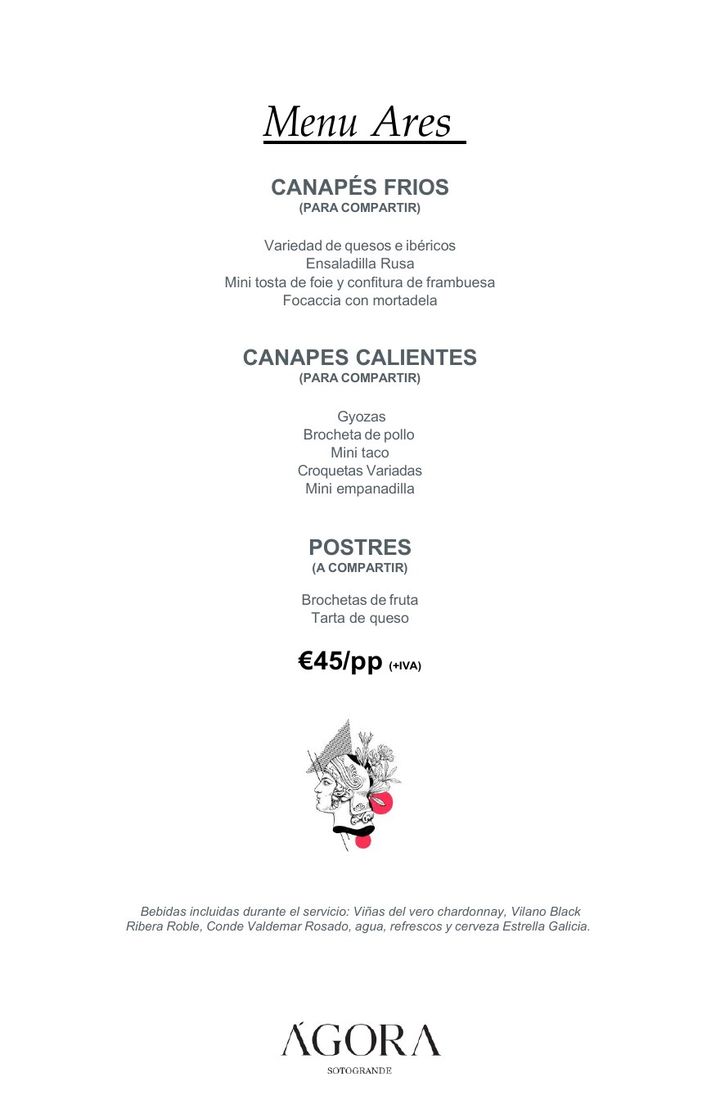 Menu Ares
CANAPÉS FRIOS
(PARA COMPARTIR)
Variedad de quesos e ibéricos
Ensaladilla Rusa
Mini tosta de foie y confitura de frambuesa
Focaccia con mortadela
CANAPES CALIENTES
(PARA COMPARTIR)
Gyozas
Brocheta de pollo
Mini taco
Croquetas Variadas
Mini empanadilla
POSTRES
(A COMPARTIR)
Brochetas de fruta
Tarta de queso
€45/pp (+IVA)
Bebidas incluidas durante el servicio: Viñas del vero chardonnay, Vilano Black
Ribera Roble, Conde Valdemar Rosado, agua, refrescos y cerveza Estrella Galicia.
ÁGORA
SOTOGRANDE